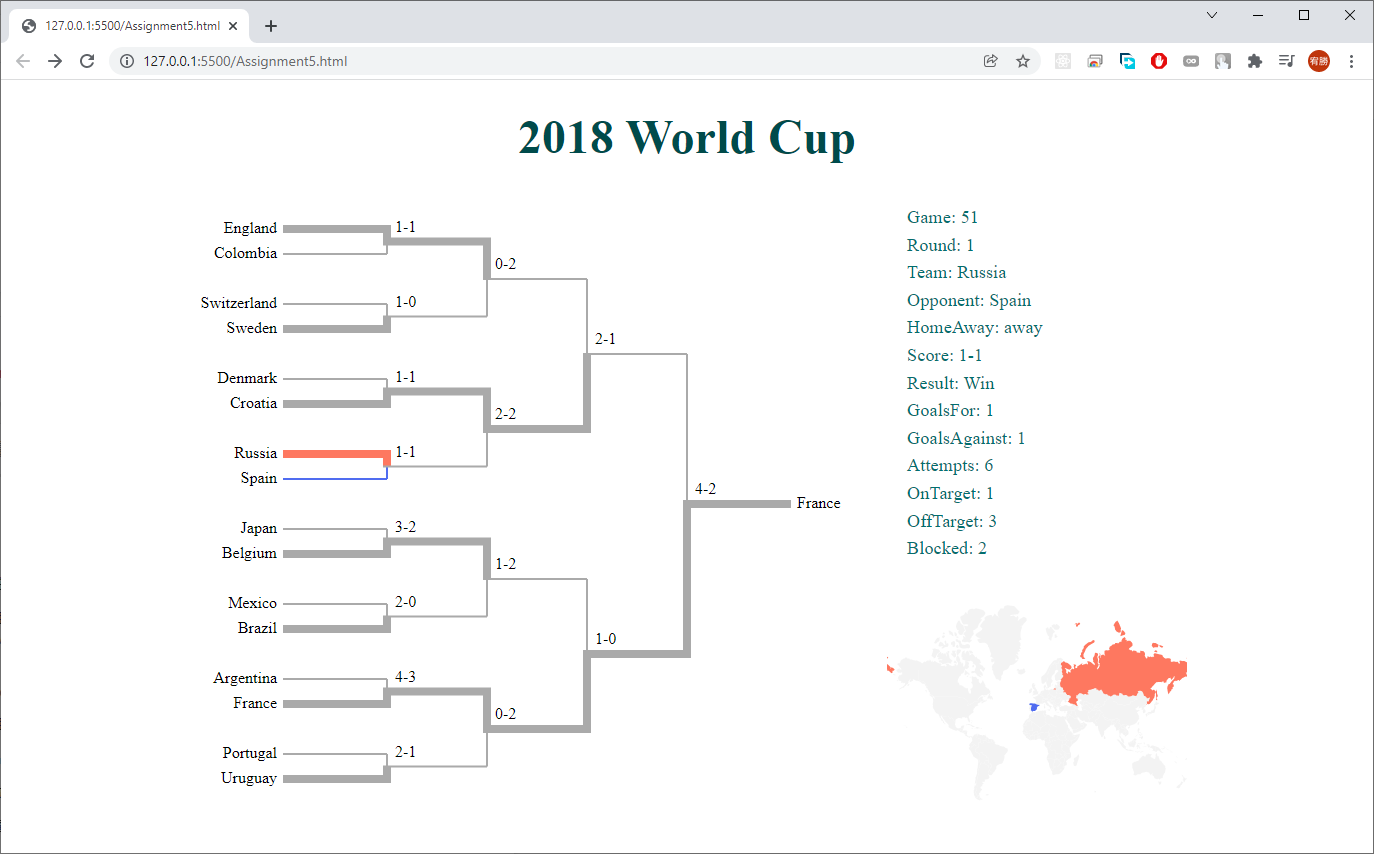 127.0.0.1:5500/Assignment5.html
127.0.0.1:5500/Assignment5.html
宥勝
2018 World Cup
England 1-1
Colombia
0-2
Switzerland 1-0
Sweden
2-1
Denmark 1-1
Croatia
2-2
Russia 1-1
Spain
4-2
France
Japan 3-2
Belgium
1-2
Mexico 2-0
Brazil
1-0
Argentina 4-3
France
0-2
Portugal 2-1
Uruguay
Game: 51
Round: 1
Team: Russia
Opponent: Spain
HomeAway: away
Score: 1-1
Result: Win
GoalsFor: 1
GoalsAgainst: 1
Attempts: 6
OnTarget: 1
OffTarget: 3
Blocked: 2